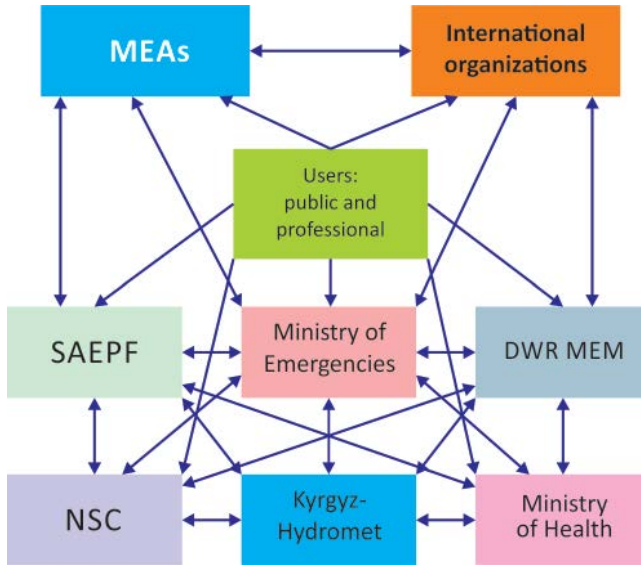 MEAs
International
organizations
Users:
public and
professional
SAEPF
Ministry of
Emergencies
DWR MEM
NSC
Kyrgyz-
Hydromet
Ministry
of Health